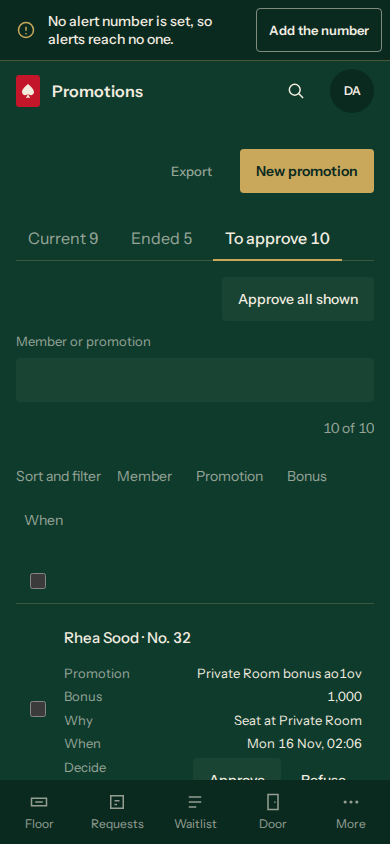 No alert number is set, so
alerts reach no one.
Add the number
Promotions
DA
Export
New promotion
Current 9
Ended 5
To approve 10
Approve all shown
Member or promotion
10 of 10
Sort and filter
Member
Promotion
Bonus
When
Rhea Sood · No. 32
Promotion
Private Room bonus ao1ov
Bonus
1,000
Why
Seat at Private Room
When
Mon 16 Nov, 02:06
Decide
Approve
Refuse
Floor
Requests
Waitlist
Door
More